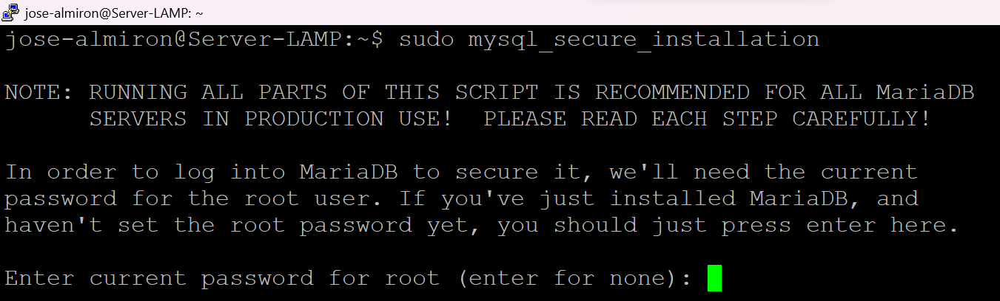 jose-almiron@Server-LAMP: ~
jose-almiron@Server-LAMP:~$ sudo mysql_secure_installation
NOTE: RUNNING ALL PARTS OF THIS SCRIPT IS RECOMMENDED FOR ALL MariaDB
SERVERS IN PRODUCTION USE!  PLEASE READ EACH STEP CAREFULLY!
In order to log into MariaDB to secure it, we'll need the current
password for the root user. If you've just installed MariaDB, and
haven't set the root password yet, you should just press enter here.
Enter current password for root (enter for none):